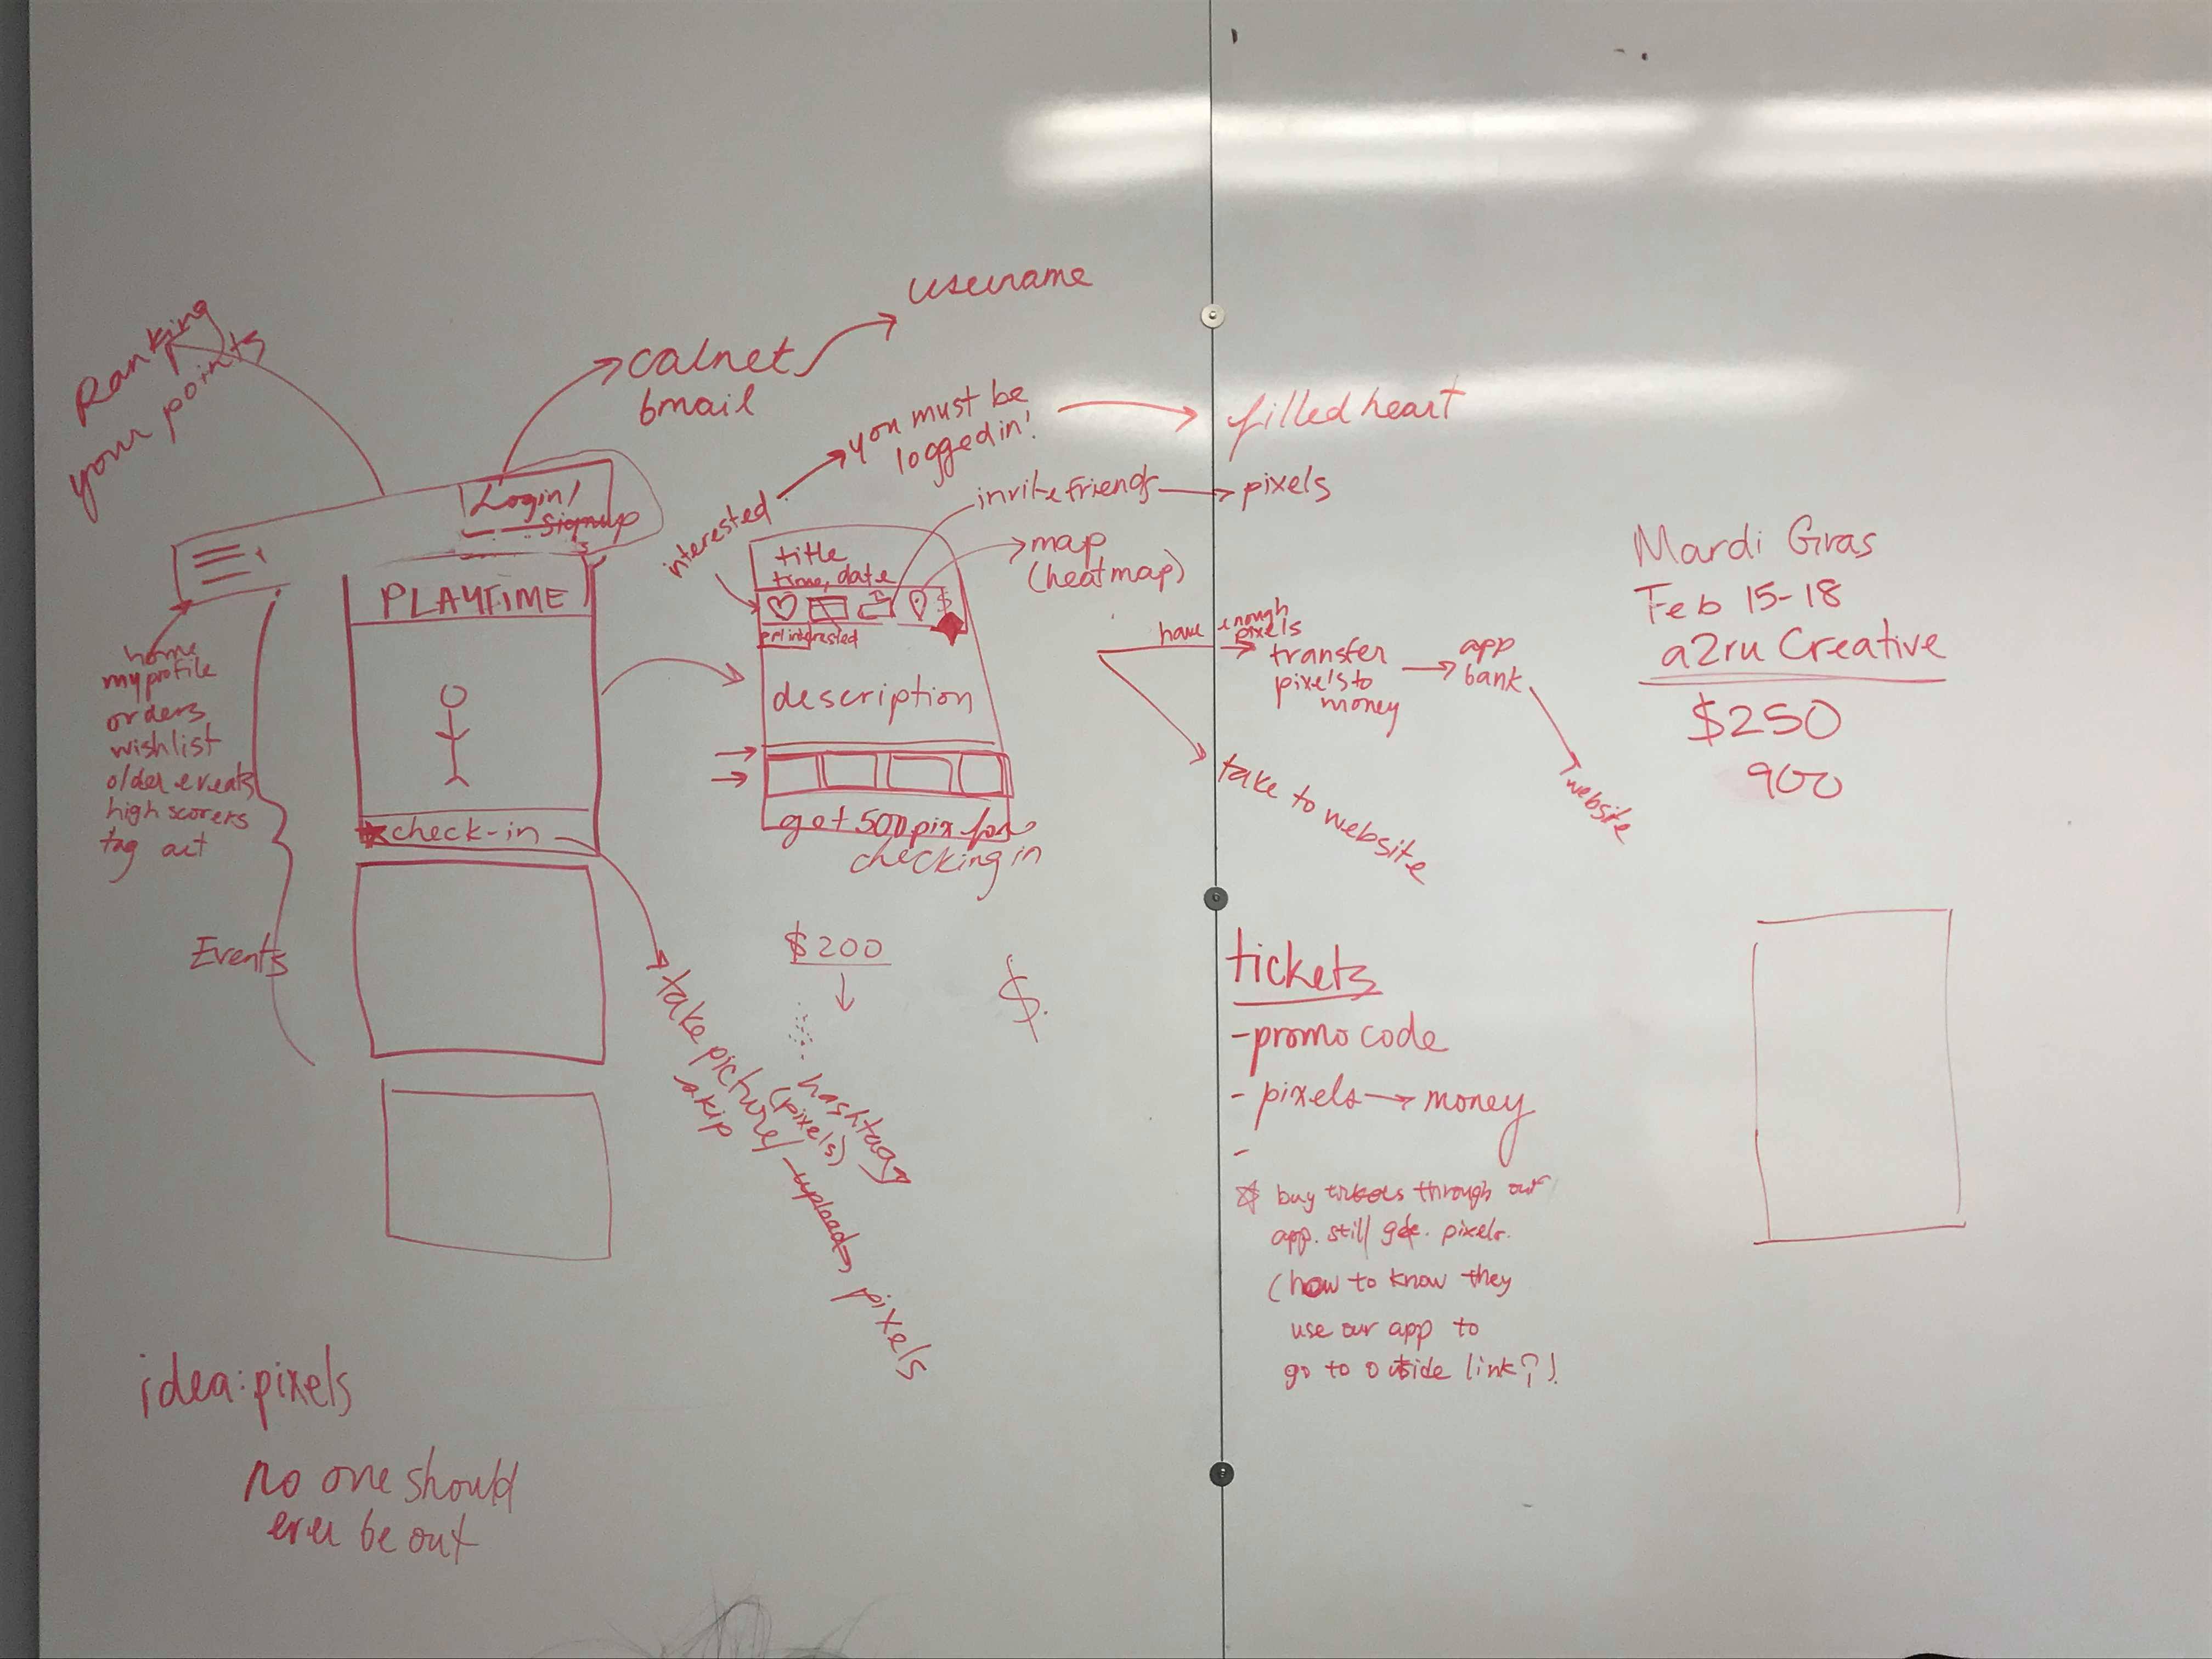 Ranking
your points
Login/
Signup
calnet
bmail
username
home
my profile
orders
wishlist
older events
high scorers
tag out
Events
PLAYTIME
check-in
take picture/
skip
(pixels)
hashtag
upload
pixels
interested
you must be
logged in!
filled heart
invite friends
pixels
map
(heatmap)
title
time, date
$
interested
description
get 500 pix for
checking in
$200
$
have enough
pixels
transfer
pixels to
money
app
bank
website
take to website
Mardi Gras
Feb 15-18
a2ru Creative
$250
900
tickets
- promo code
- pixels → money
-
☆ buy tickets through our
app. still get. pixels.
(how to know they
use our app to
go to outside link?).
idea: pixels
no one should
ever be out